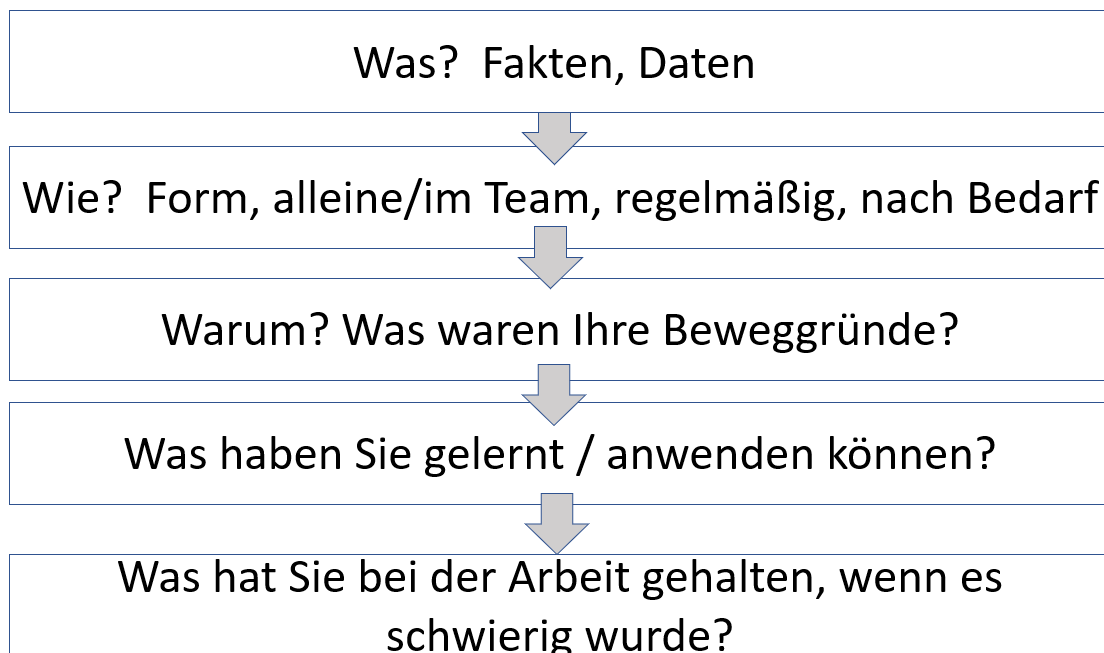 Was? Fakten, Daten
Wie? Form, alleine/im Team, regelmäßig, nach Bedarf
Warum? Was waren Ihre Beweggründe?
Was haben Sie gelernt / anwenden können?
Was hat Sie bei der Arbeit gehalten, wenn es
schwierig wurde?